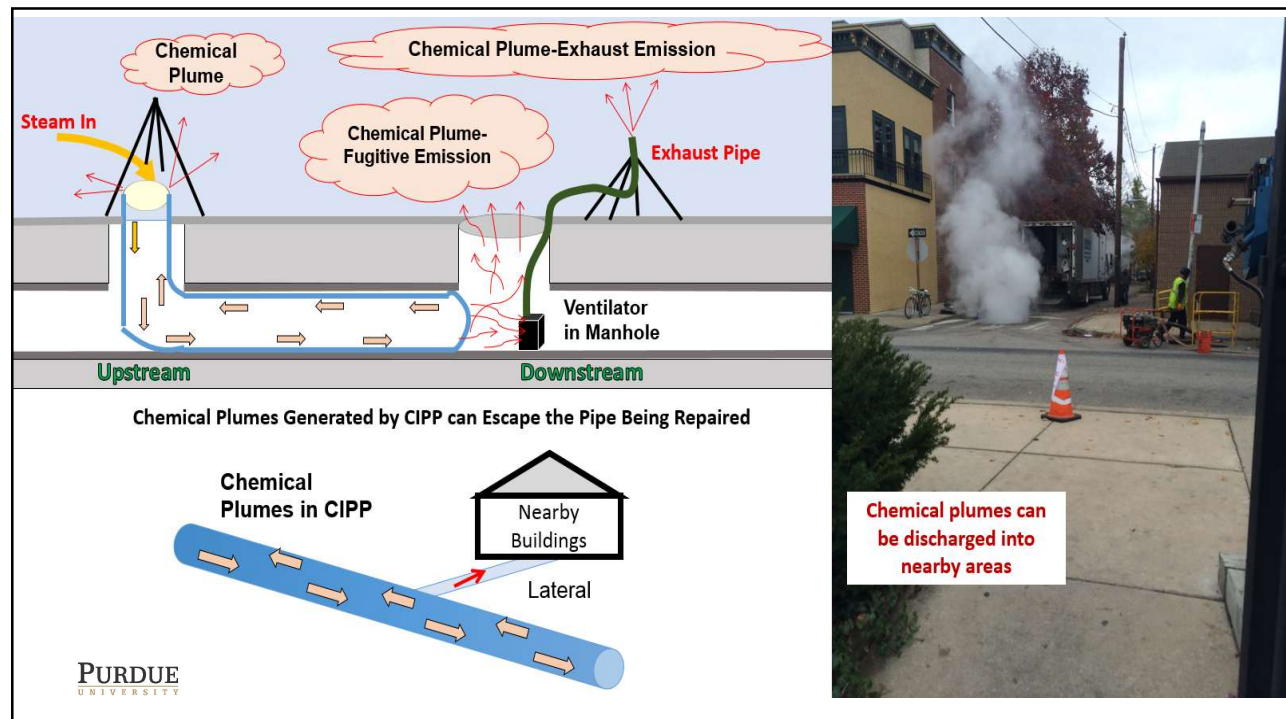 Chemical
Plume
Chemical Plume-Exhaust Emission
Steam In
Chemical Plume-
Fugitive Emission
Exhaust Pipe
Ventilator
in Manhole
Upstream
Downstream
Chemical Plumes Generated by CIPP can Escape the Pipe Being Repaired
Chemical
Plumes in CIPP
Nearby
Buildings
Lateral
PURDUE
UNIVERSITY
Chemical plumes can
be discharged into
nearby areas